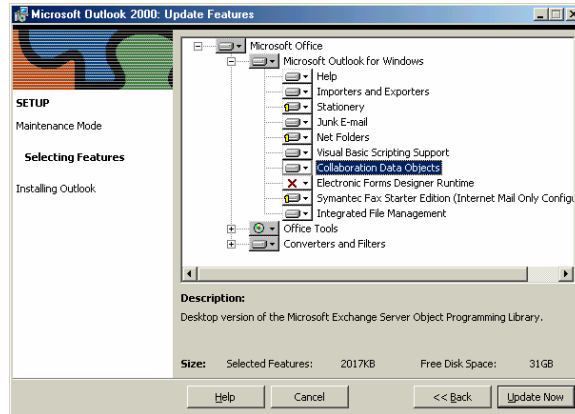 Microsoft Outlook 2000: Update Features
Microsoft Office
Microsoft Outlook for Windows
Help
Importers and Exporters
Stationery
Junk E-mail
Net Folders
Visual Basic Scripting Support
Collaboration Data Objects
Electronic Forms Designer Runtime
Symantec Fax Starter Edition (Internet Mail Only Configu
Integrated File Management
Office Tools
Converters and Filters
SETUP
Maintenance Mode
Selecting Features
Installing Outlook
Description:
Desktop version of the Microsoft Exchange Server Object Programming Library.
Size: Selected Features: 2017KB Free Disk Space: 31GB
Help Cancel << Back Update Now